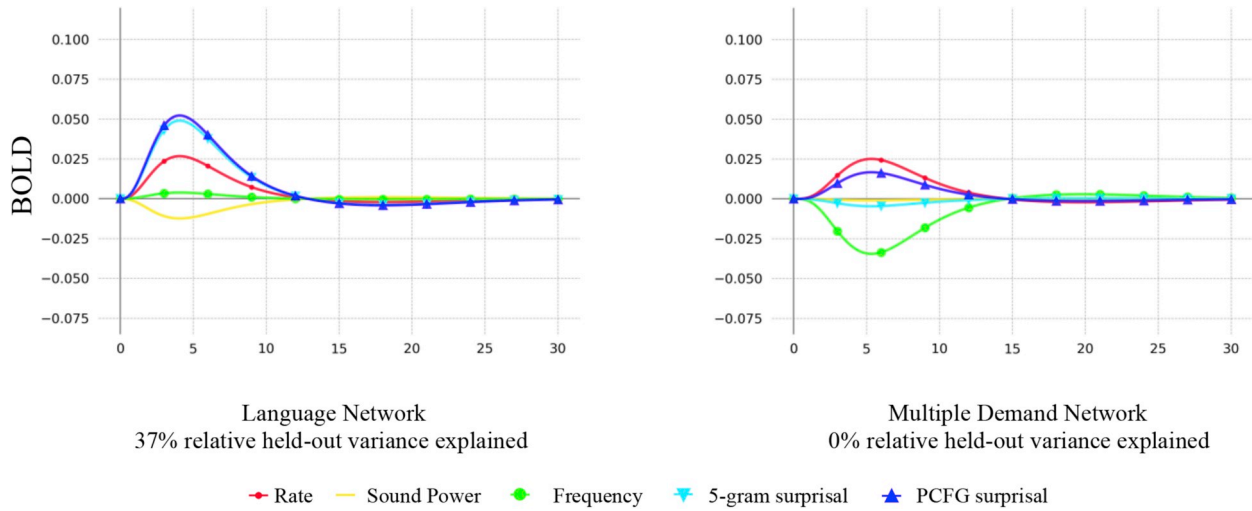 0.100
0.075
0.050
0.025
0.000
−0.025
−0.050
−0.075
BOLD
0 5 10 15 20 25 30
0.100
0.075
0.050
0.025
0.000
−0.025
−0.050
−0.075
0 5 10 15 20 25 30
Language Network
37% relative held-out variance explained
Multiple Demand Network
0% relative held-out variance explained
Rate Sound Power Frequency 5-gram surprisal PCFG surprisal